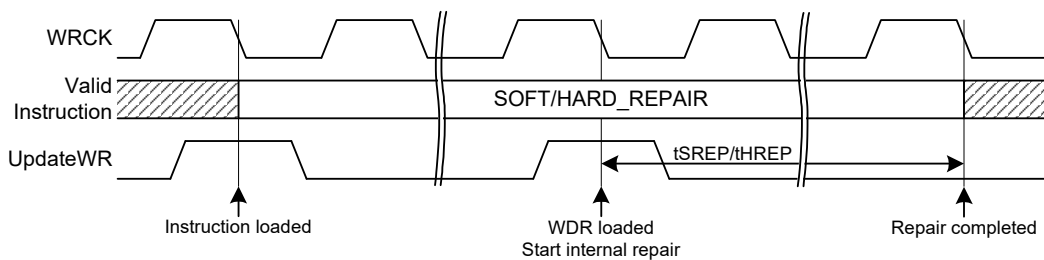 WRCK
Valid
Instruction
SOFT/HARD_REPAIR
UpdateWR
tSREP/tHREP
Instruction loaded
WDR loaded
Start internal repair
Repair completed